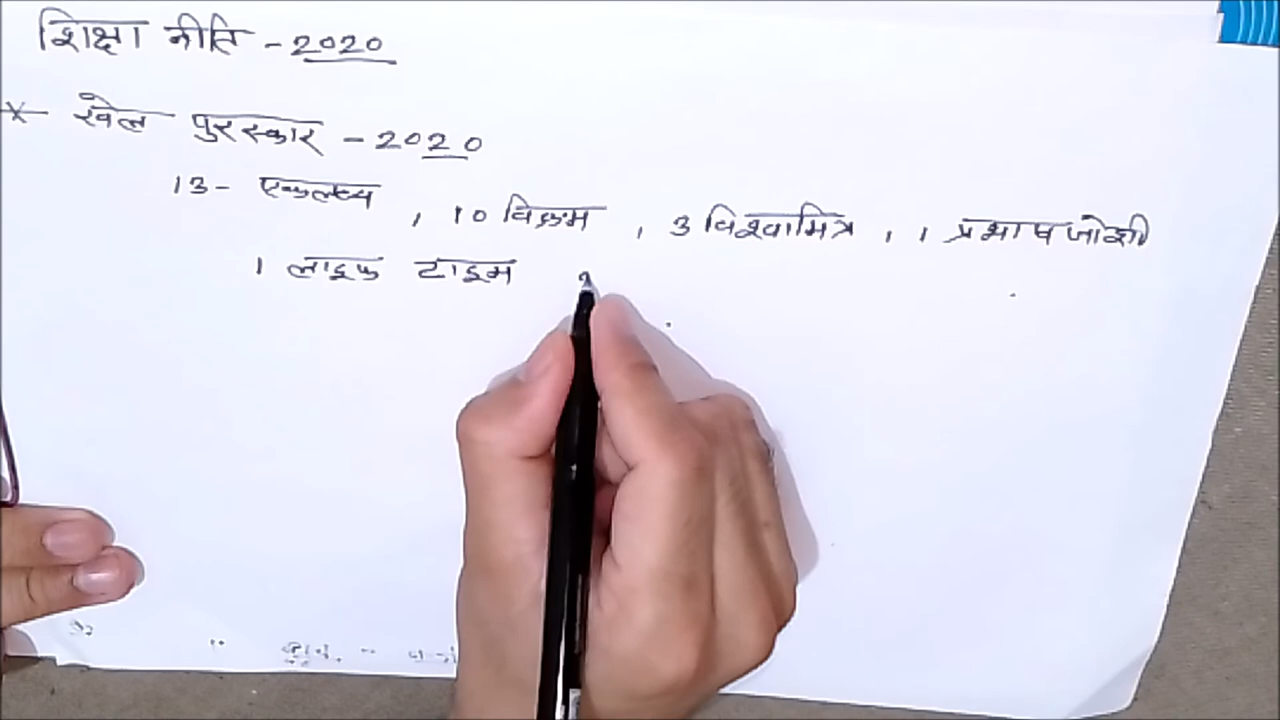 शिक्षा नीति - 2020
* खेल पुरस्कार - 2020
13 - एकलव्य , 10 विक्रम , 3 विश्वामित्र , 1 प्रभाष जोशी
1 लाइफ टाइम